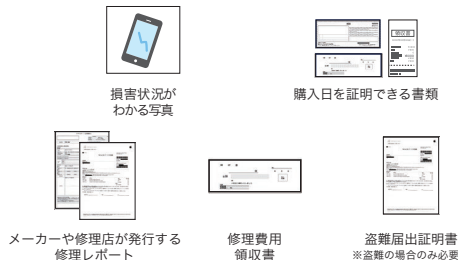 領収書
損害状況が
わかる写真
購入日を証明できる書類
メーカーや修理店が発行する
修理レポート
修理費用
領収書
盗難届出証明書
※盗難の場合のみ必要